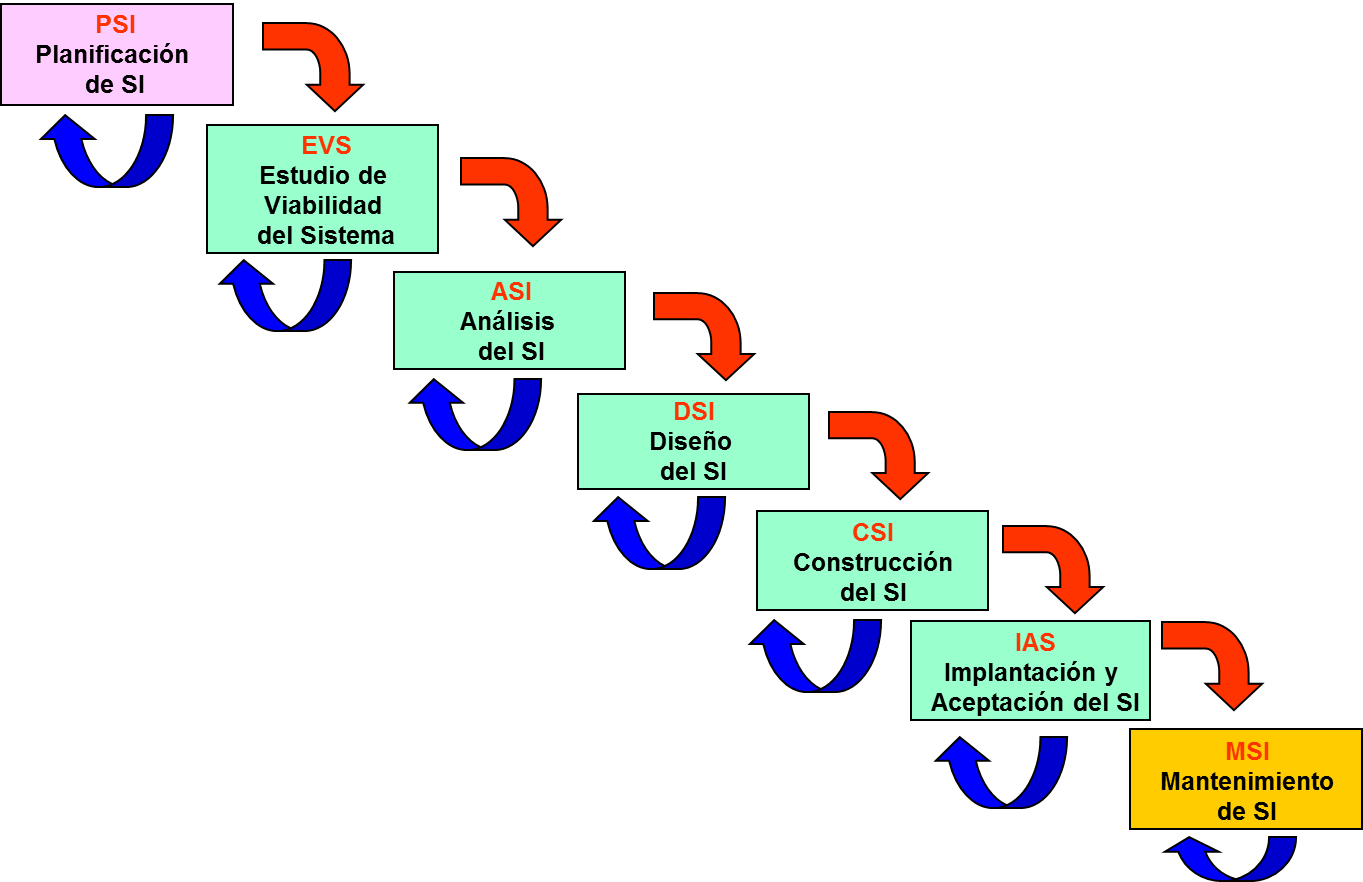 PSI
Planificación
de SI
EVS
Estudio de
Viabilidad
del Sistema
ASI
Análisis
del SI
DSI
Diseño
del SI
CSI
Construcción
del SI
IAS
Implantación y
Aceptación del SI
MSI
Mantenimiento
de SI